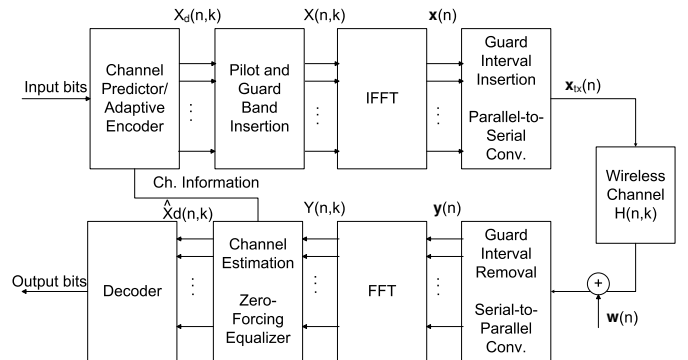 X_d(n,k)
X(n,k)
x(n)
Input bits
Channel
Predictor/
Adaptive
Encoder
Pilot and
Guard
Band
Insertion
IFFT
Guard
Interval
Insertion
Parallel-to-
Serial
Conv.
x_tx(n)
Wireless
Channel
H(n,k)
Ch. Information
X̂d(n,k)
Y(n,k)
y(n)
Output bits
Decoder
Channel
Estimation
Zero-
Forcing
Equalizer
FFT
Guard
Interval
Removal
Serial-to-
Parallel
Conv.
+
w(n)